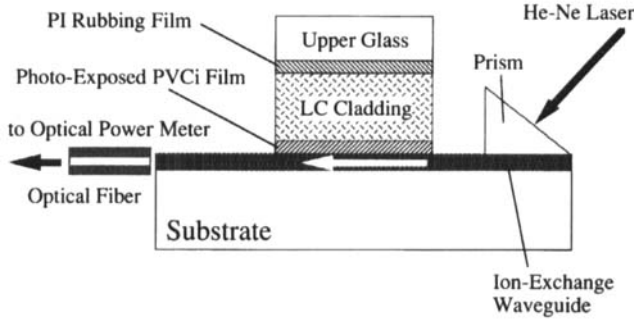 He-Ne Laser
PI Rubbing Film
Upper Glass
Prism
Photo-Exposed PVCi Film
LC Cladding
to Optical Power Meter
Optical Fiber
Substrate
Ion-Exchange
Waveguide